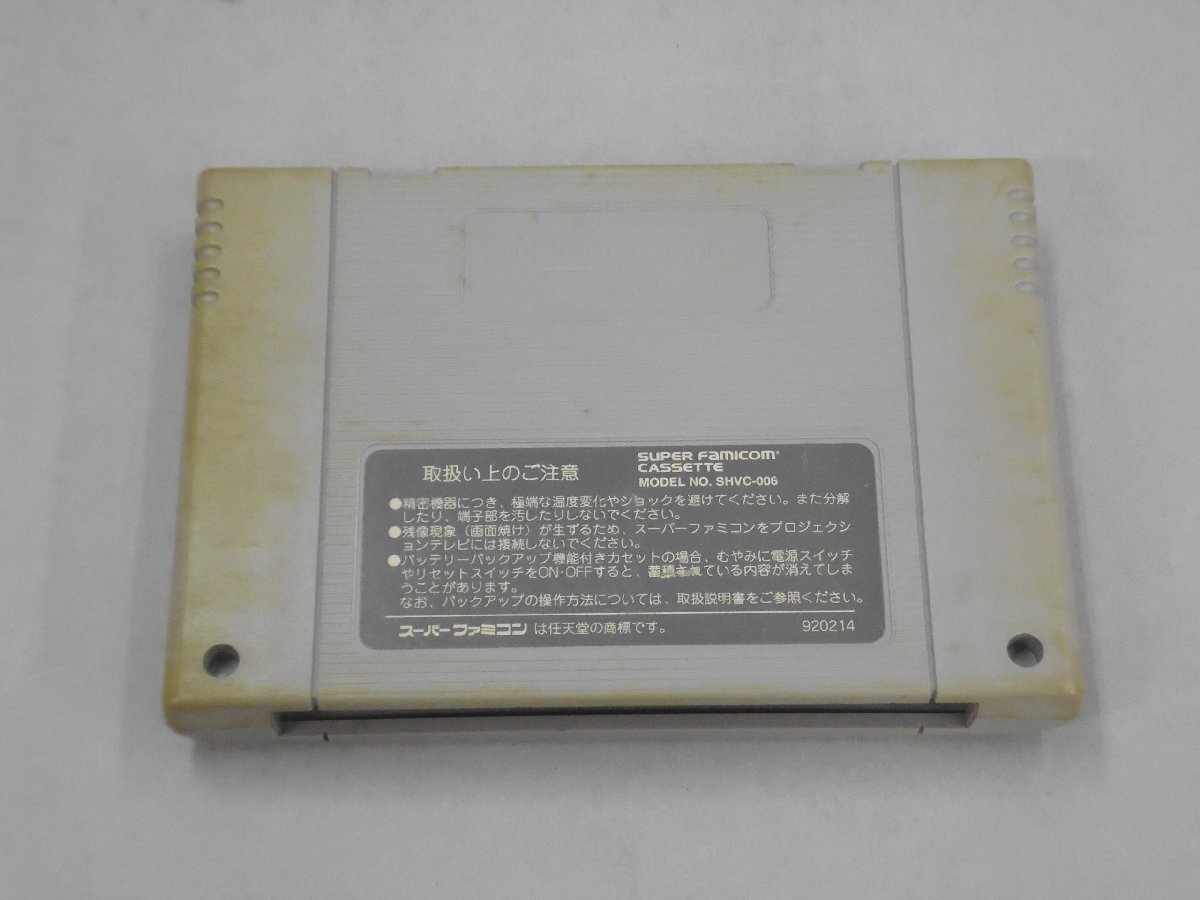 取扱い上のご注意
SUPER Famicom
CASSETTE
MODEL NO. SHVC-006
●精密機器につき、極端な温度変化やショックを避けてください。また分解
したり、端子部を汚したりしないでください。
●残像現象（画面焼け）が生ずるため、スーパーファミコンをプロジェクシ
ョンテレビには接続しないでください。
●バッテリーバックアップ機能付きカセットの場合、むやみに電源スイッチ
やリセットスイッチをON・OFFすると、蓄積ている内容が消えてしま
うことがあります。
なお、バックアップの操作方法については、取扱説明書をご参照ください。
スーパーファミコン は任天堂の商標です。
920214